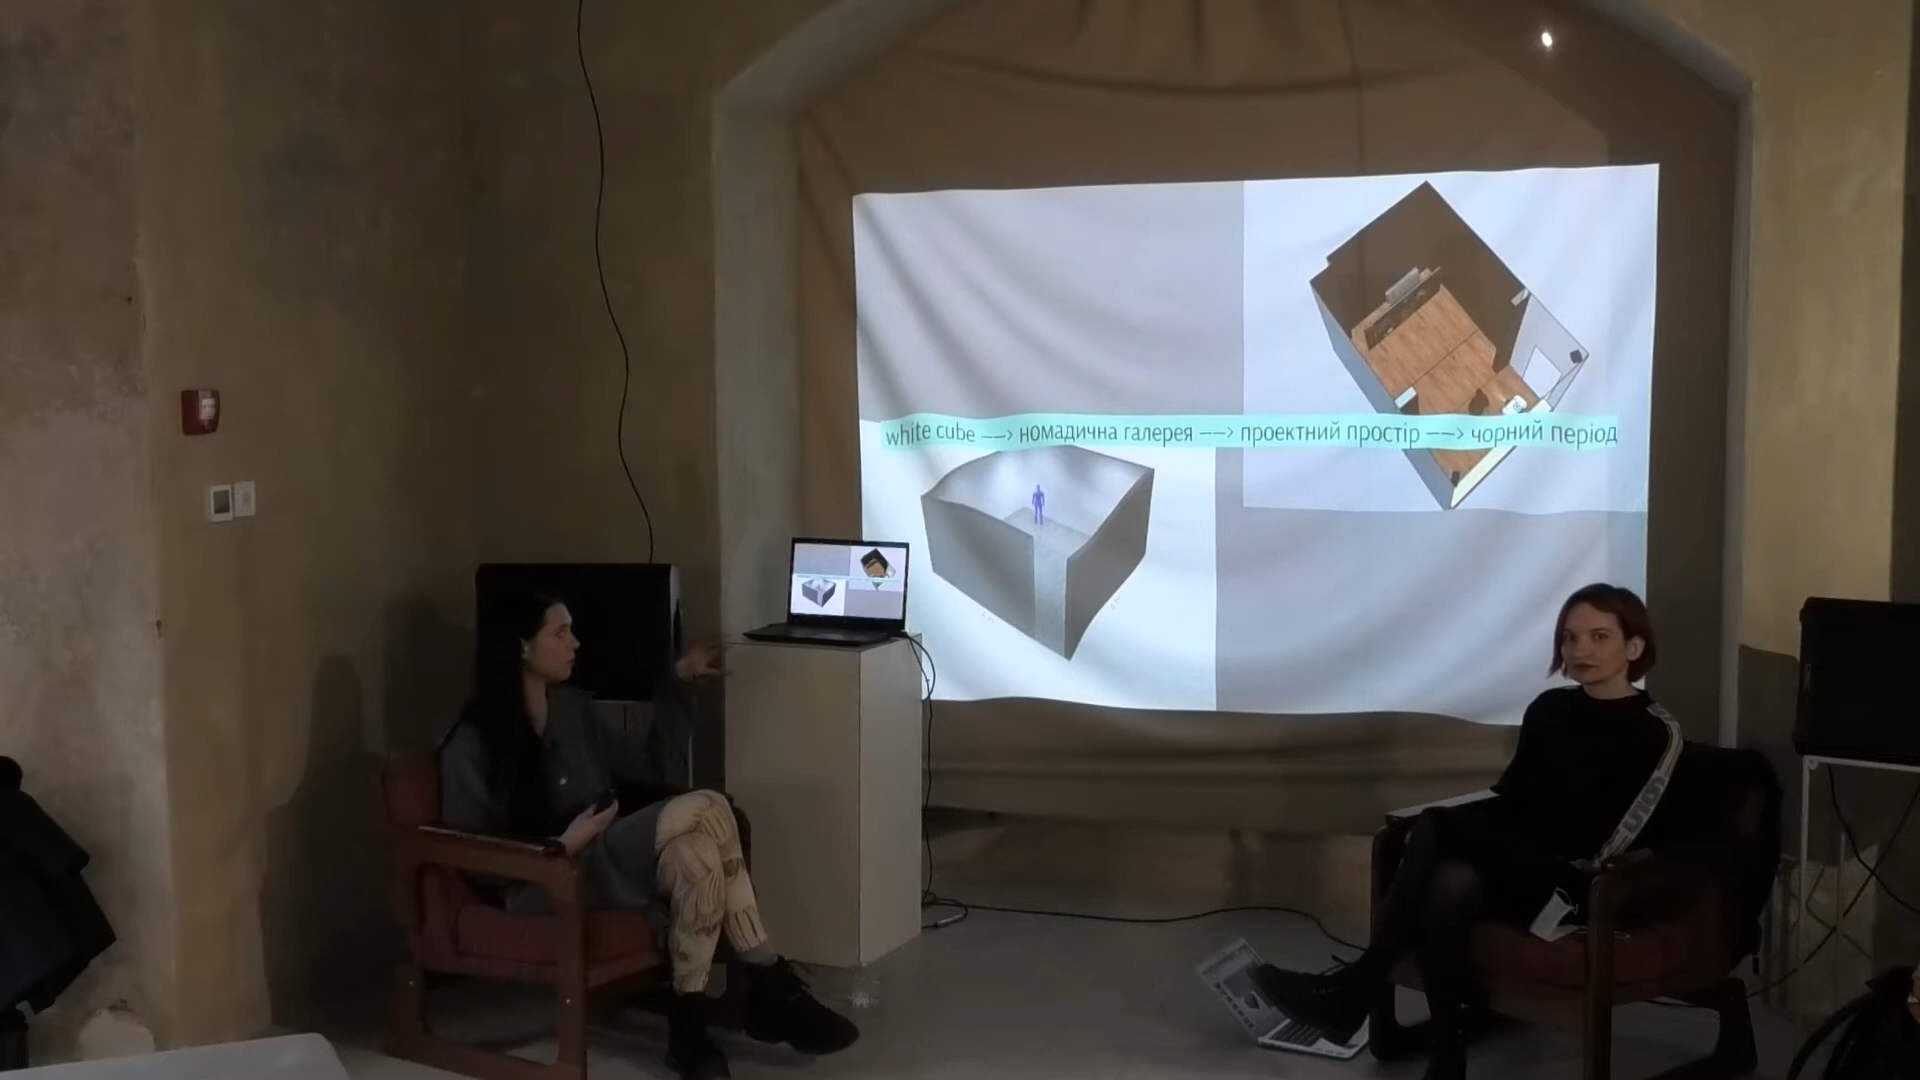 white cube ––> номадична галерея ––> проектний простір ––> чорний період